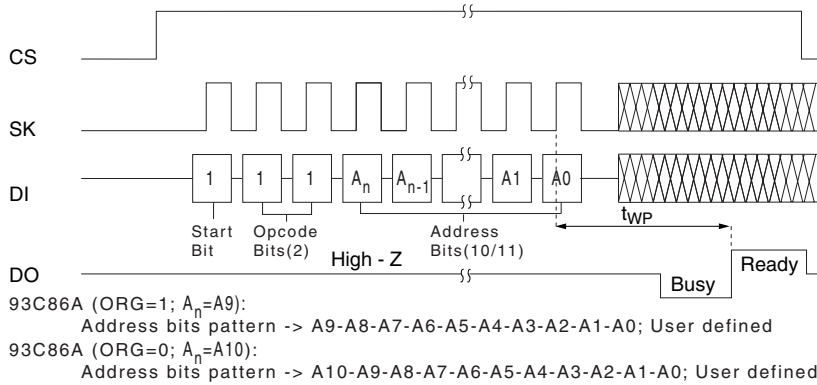 CS
SK
DI
1 1 1 An An-1 A1 A0
Start Bit
Opcode Bits(2)
Address Bits(10/11)
tWP
DO
High - Z
Busy
Ready
93C86A (ORG=1; An=A9):
Address bits pattern -> A9-A8-A7-A6-A5-A4-A3-A2-A1-A0; User defined
93C86A (ORG=0; An=A10):
Address bits pattern -> A10-A9-A8-A7-A6-A5-A4-A3-A2-A1-A0; User defined